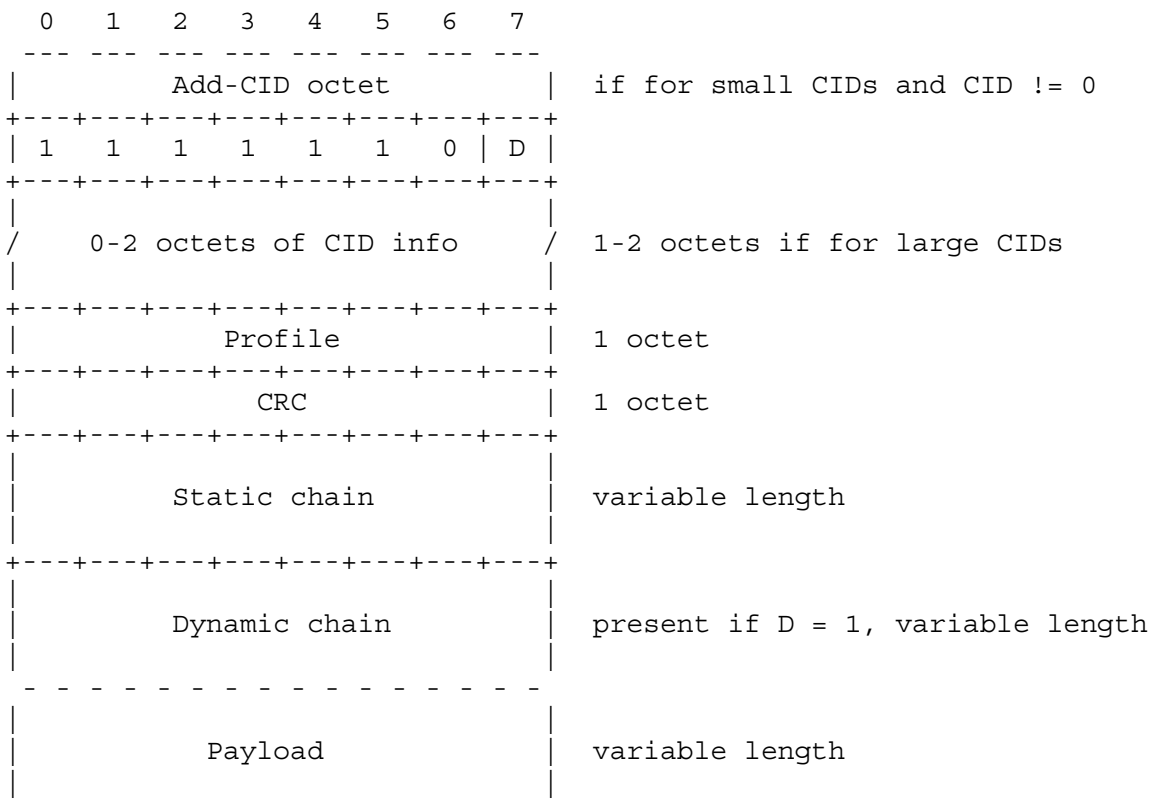 0 1 2 3 4 5 6 7
--- --- --- --- --- --- --- ---
| Add-CID octet | if for small CIDs and CID != 0
+---+---+---+---+---+---+---+---+
| 1 1 1 1 1 1 0 | D |
+---+---+---+---+---+---+---+---+
| |
/ 0-2 octets of CID info / 1-2 octets if for large CIDs
| |
+---+---+---+---+---+---+---+---+
| Profile | 1 octet
+---+---+---+---+---+---+---+---+
| CRC | 1 octet
+---+---+---+---+---+---+---+---+
| |
| Static chain | variable length
| |
+---+---+---+---+---+---+---+---+
| |
| Dynamic chain | present if D = 1, variable length
| |
- - - - - - - - - - - - - - - -
| |
| Payload | variable length
| |